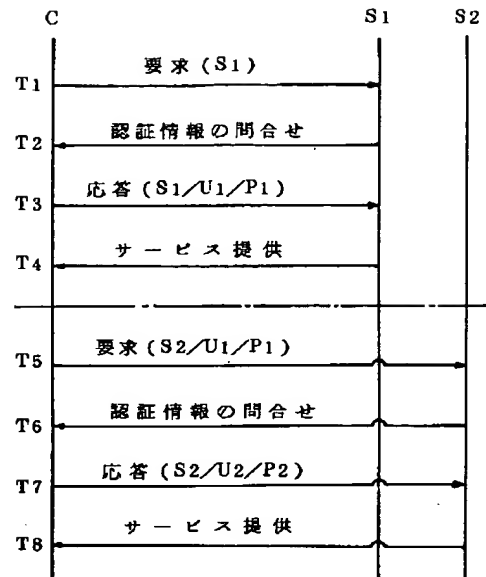 C S1 S2
要求(S1)
T1
認証情報の問合せ
T2
応答(S1/U1/P1)
T3
サービス提供
T4
要求(S2/U1/P1)
T5
認証情報の問合せ
T6
応答(S2/U2/P2)
T7
サービス提供
T8